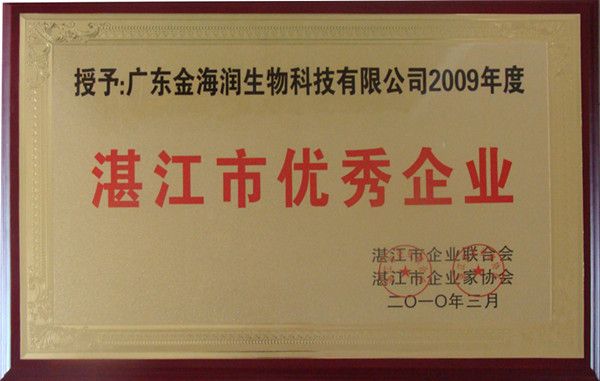 授予:广东金海润生物科技有限公司2009年度
湛江市优秀企业
湛江市企业联合会
湛江市企业家协会
二〇一〇年三月